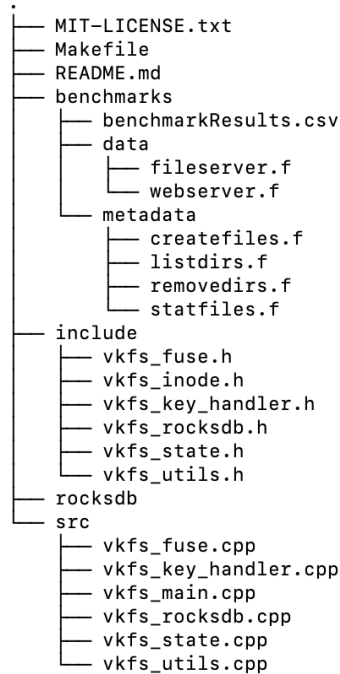 .
├── MIT-LICENSE.txt
├── Makefile
├── README.md
├── benchmarks
│   ├── benchmarkResults.csv
│   ├── data
│   │   ├── fileserver.f
│   │   └── webserver.f
│   └── metadata
│       ├── createfiles.f
│       ├── listdirs.f
│       ├── removedirs.f
│       └── statfiles.f
├── include
│   ├── vkfs_fuse.h
│   ├── vkfs_inode.h
│   ├── vkfs_key_handler.h
│   ├── vkfs_rocksdb.h
│   ├── vkfs_state.h
│   └── vkfs_utils.h
├── rocksdb
└── src
    ├── vkfs_fuse.cpp
    ├── vkfs_key_handler.cpp
    ├── vkfs_main.cpp
    ├── vkfs_rocksdb.cpp
    ├── vkfs_state.cpp
    └── vkfs_utils.cpp